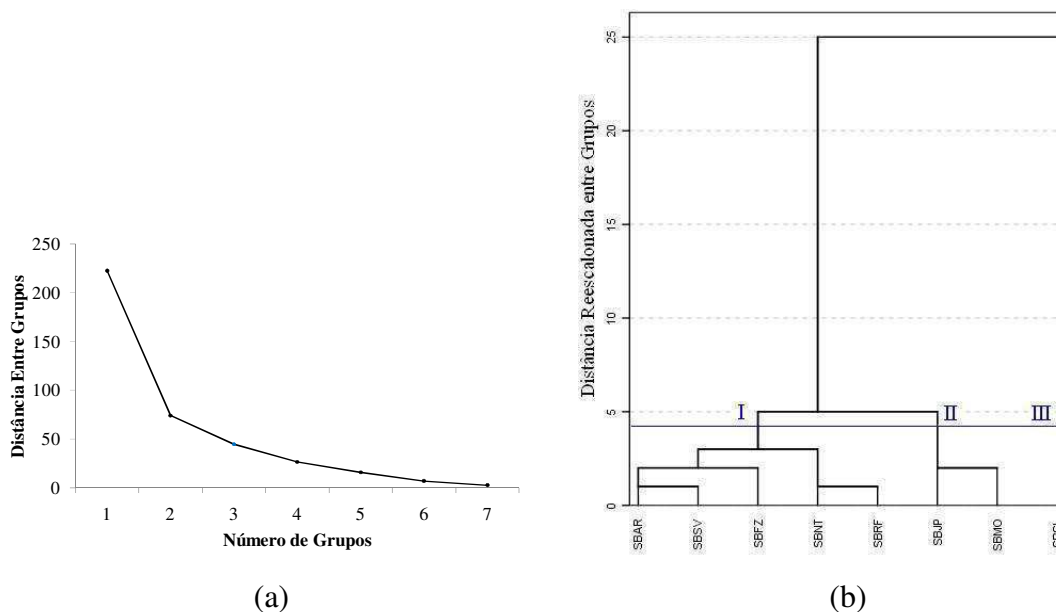 250
200
150
100
50
0
Distância Entre Grupos
1 2 3 4 5 6 7
Número de Grupos
(a)
Distância Reescalonada entre Grupos
25
20
15
10
5
0
I II III
SBAR SBSV SBFZ SBNT SBRF SBJP SBMO
(b)